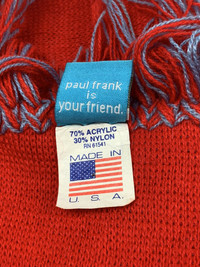 paul frank
is
your friend.
70% ACRYLIC
30% NYLON
RN 61541
MADE IN
U.S.A.